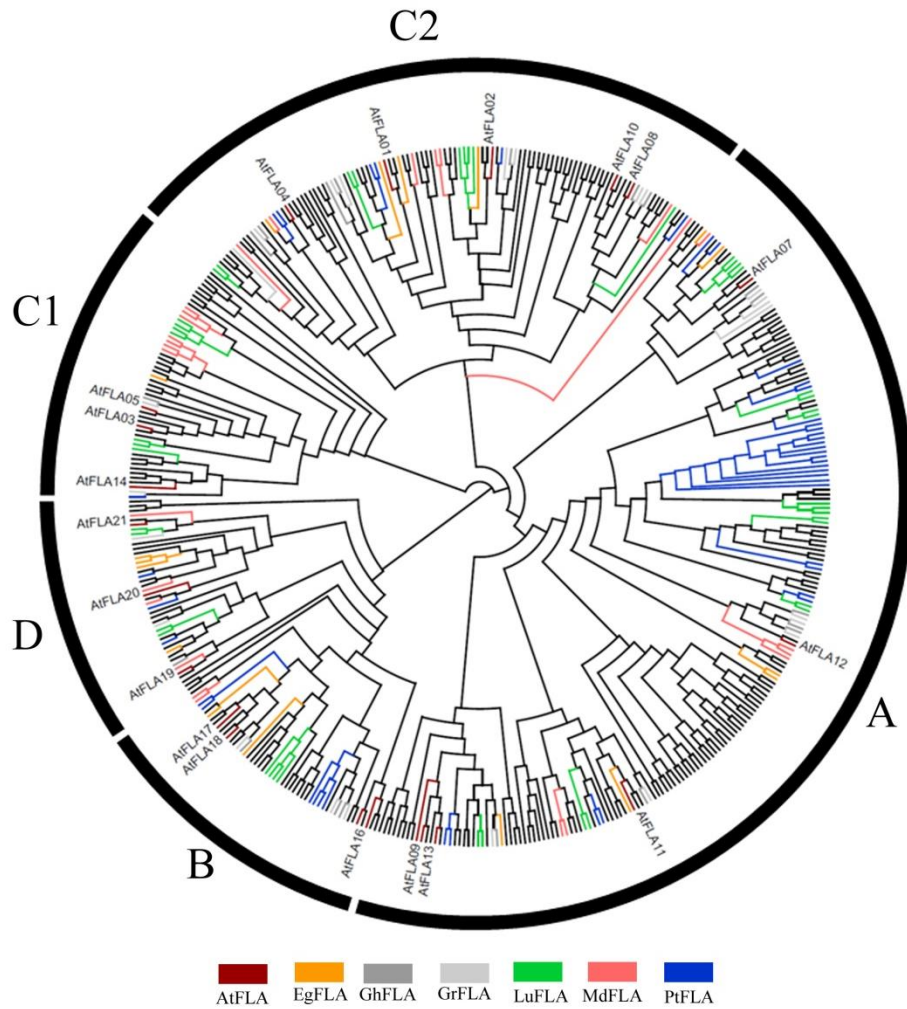 C2
AtFLA02
AtFLA01
AtFLA10
AtFLA08
AtFLA04
AtFLA07
C1
AtFLA05
AtFLA03
AtFLA14
AtFLA21
AtFLA20
D
AtFLA19
AtFLA12
A
AtFLA17
AtFLA18
AtFLA11
AtFLA16
AtFLA09
AtFLA13
B
AtFLA EgFLA GhFLA GrFLA LuFLA MdFLA PtFLA